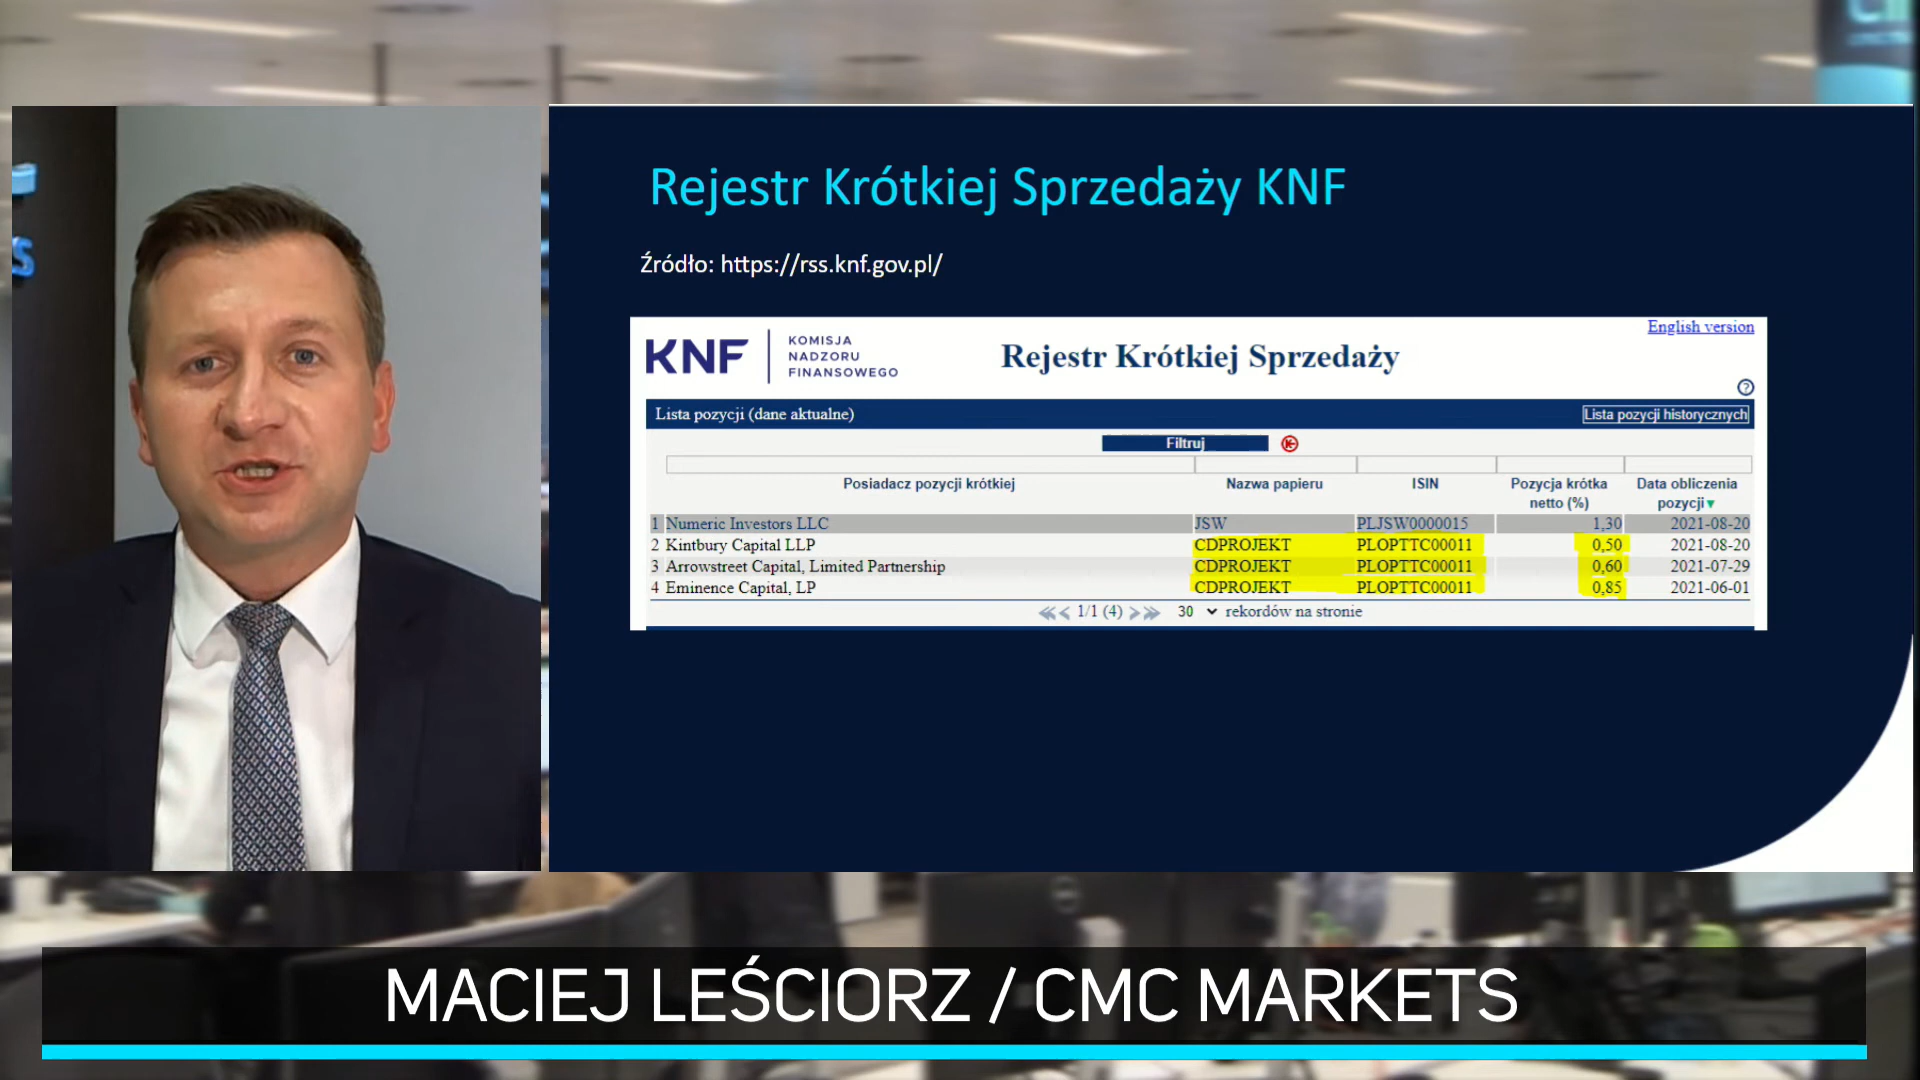 Rejestr Krótkiej Sprzedaży KNF
Źródło: https://rss.knf.gov.pl/
English version
KNF
KOMISJA
NADZORU
FINANSOWEGO
Rejestr Krótkiej Sprzedaży
Lista pozycji (dane aktualne) Lista pozycji historycznych
Filtruj
Posiadacz pozycji krótkiej Nazwa papieru ISIN Pozycja krótka netto (%) Data obliczenia pozycji▼
1 Numeric Investors LLC JSW PLJSW0000015 1,30 2021-08-20
2 Kintbury Capital LLP CDPROJEKT PLOPTTC00011 0,50 2021-08-20
3 Arrowstreet Capital, Limited Partnership CDPROJEKT PLOPTTC00011 0,60 2021-07-29
4 Eminence Capital, LP CDPROJEKT PLOPTTC00011 0,85 2021-06-01
1/1 (4) 30 rekordów na stronie
MACIEJ LEŚCIORZ / CMC MARKETS